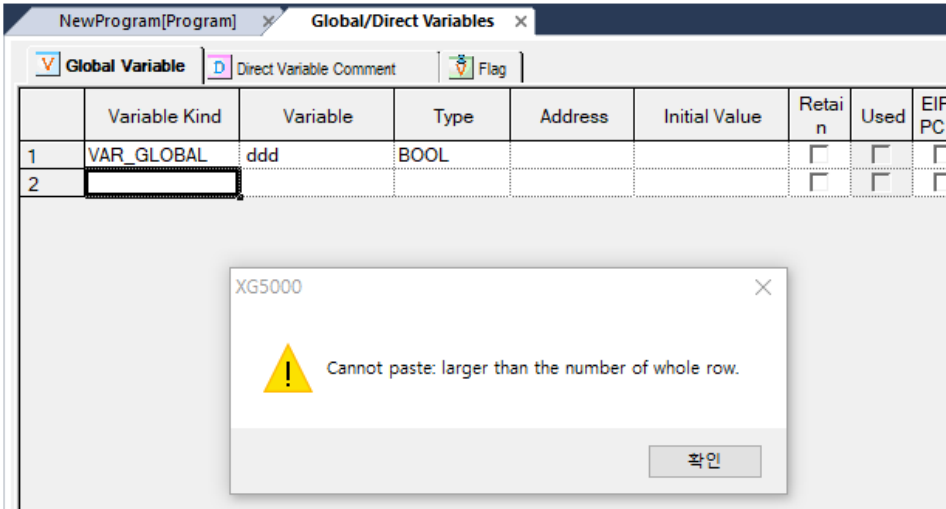 NewProgram[Program] × Global/Direct Variables ×
V Global Variable D Direct Variable Comment V Flag
Variable Kind Variable Type Address Initial Value Retain Used EIP PC
1 VAR_GLOBAL ddd BOOL
2
XG5000
Cannot paste: larger than the number of whole row.
확인